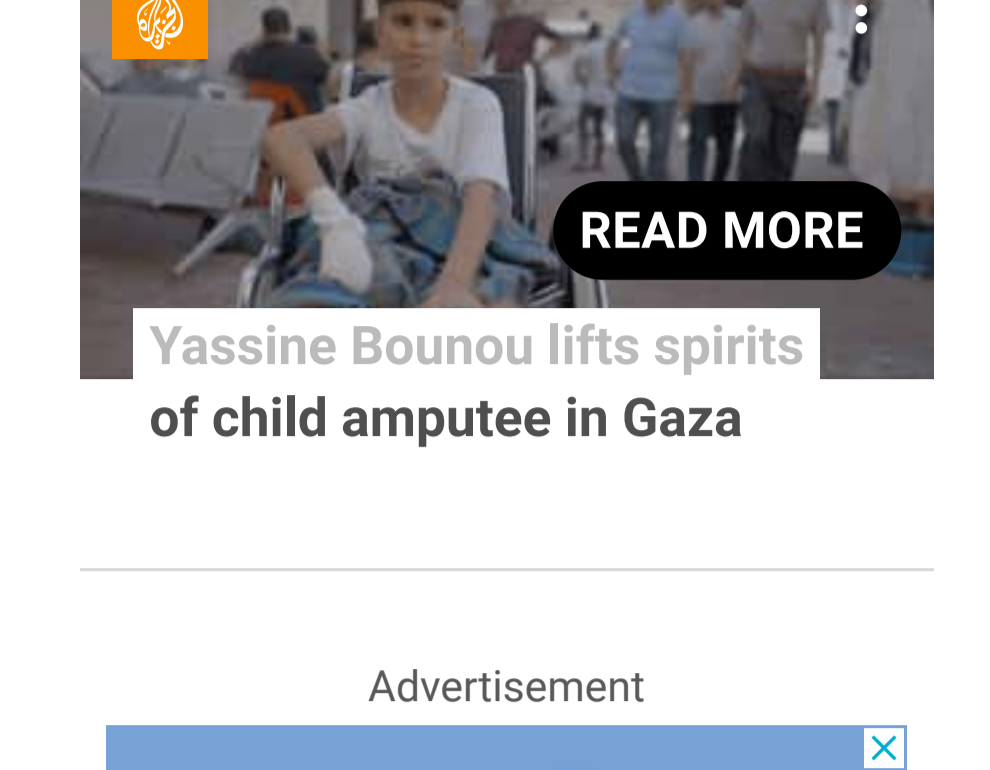 READ MORE
Yassine Bounou lifts spirits
of child amputee in Gaza
Advertisement